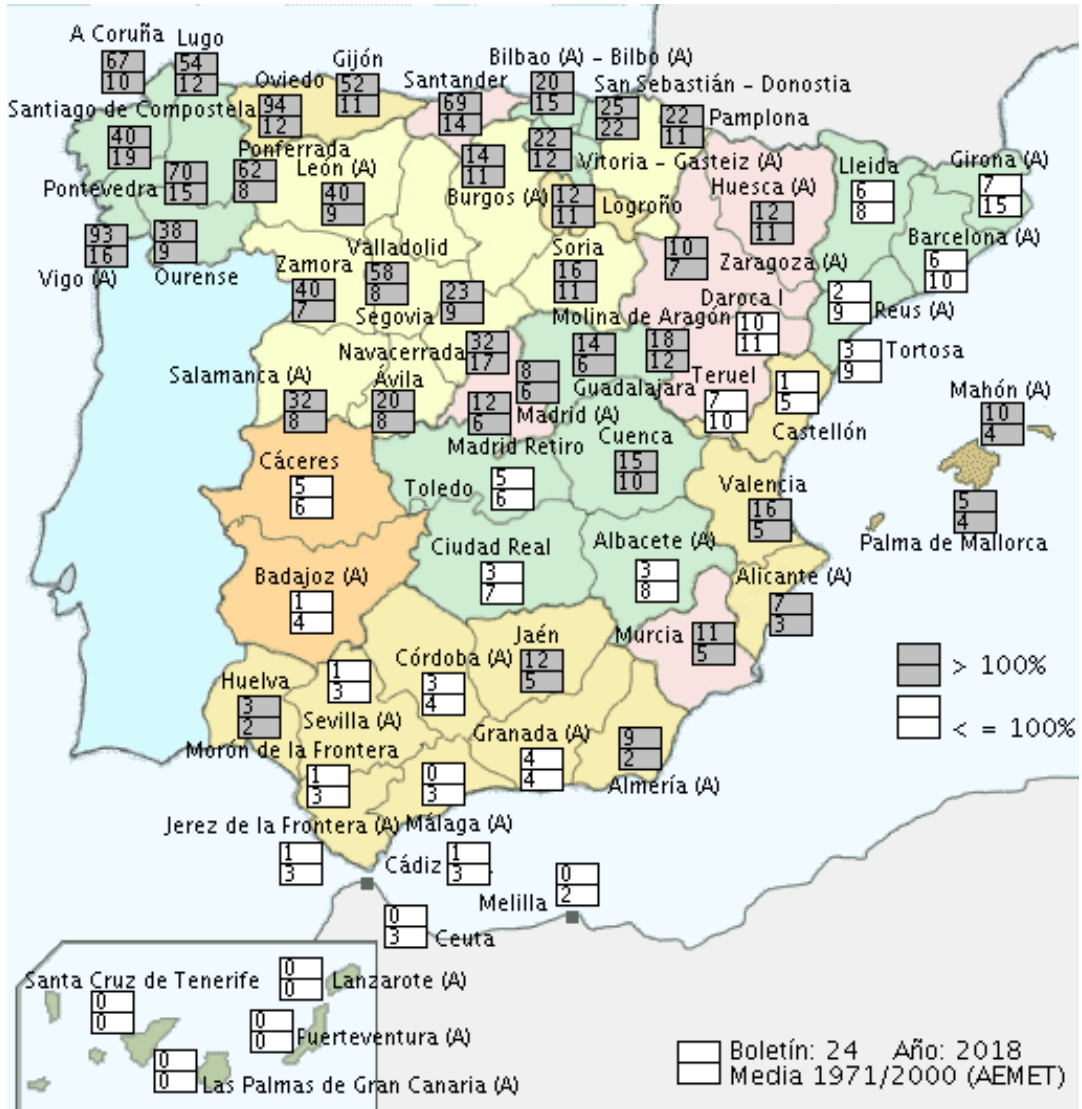 A Coruña
67
10
Lugo
54
12
Gijón
52
11
Oviedo
94
12
Santander
69
14
Bilbao (A) - Bilbo (A)
20
15
San Sebastián - Donostia
25
22
Pamplona
22
11
Santiago de Compostela
40
19
Pontevedra
70
15
Ponferrada
62
8
León (A)
40
9
Burgos (A)
14
11
Vitoria - Gasteiz (A)
22
12
Logroño
12
11
Huesca (A)
12
11
Lleida
6
8
Girona (A)
7
15
Barcelona (A)
6
10
Vigo (A)
93
16
Ourense
38
9
Zamora
40
7
Valladolid
58
8
Segovia
23
9
Soria
16
11
Zaragoza (A)
10
7
Daroca I
10
11
Reus (A)
2
9
Tortosa
3
9
Molina de Aragón
18
12
Navacerrada
32
17
Guadalajara
14
6
Salamanca (A)
32
8
Ávila
20
8
Madrid (A)
8
6
Madrid Retiro
12
6
Teruel
7
10
Castellón
1
5
Mahón (A)
10
4
Palma de Mallorca
5
4
Cáceres
5
6
Toledo
5
6
Cuenca
15
10
Valencia
16
5
Badajoz (A)
1
4
Ciudad Real
3
7
Albacete (A)
3
8
Alicante (A)
7
3
Murcia
11
5
Jaén
12
5
Córdoba (A)
3
4
Sevilla (A)
1
3
Huelva
3
2
Granada (A)
4
4
Almería (A)
9
2
Morón de la Frontera
1
3
Málaga (A)
0
3
Jerez de la Frontera (A)
1
3
Cádiz
1
3
Melilla
0
2
Ceuta
0
3
Santa Cruz de Tenerife
0
0
Lanzarote (A)
0
0
Fuerteventura (A)
0
0
Las Palmas de Gran Canaria (A)
0
0
> 100%
< = 100%
Boletín: 24 Año: 2018
Media 1971/2000 (AEMET)